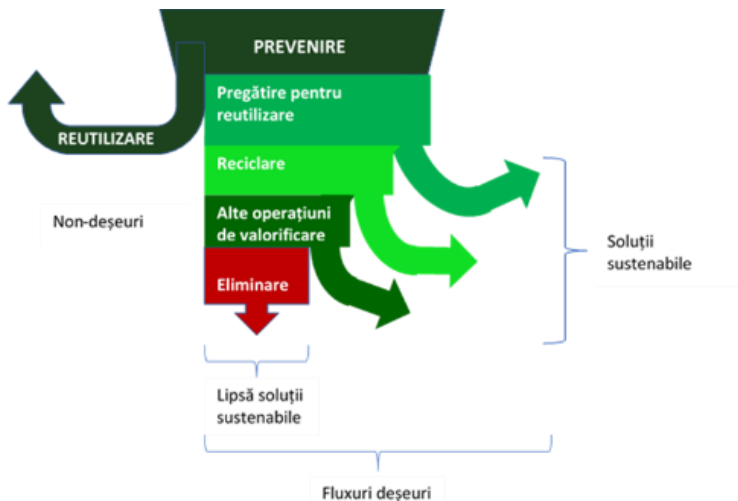 PREVENIRE
Pregătire pentru
reutilizare
REUTILIZARE
Reciclare
Non-deșeuri
Alte operațiuni
de valorificare
Soluții
sustenabile
Eliminare
Lipsă soluții
sustenabile
Fluxuri deșeuri